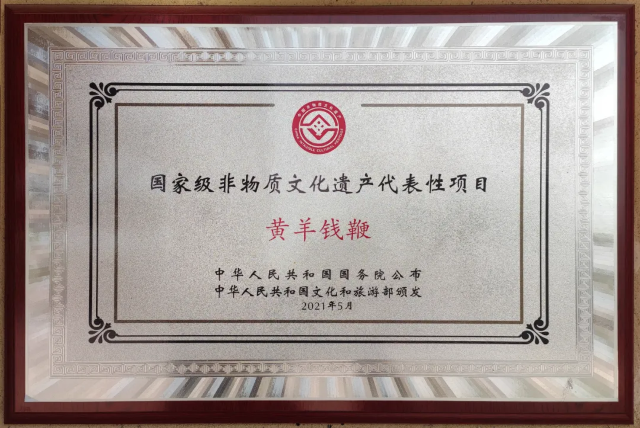 国家级非物质文化遗产代表性项目
黄羊钱鞭
中华人民共和国国务院公布
中华人民共和国文化和旅游部颁发
2021年5月